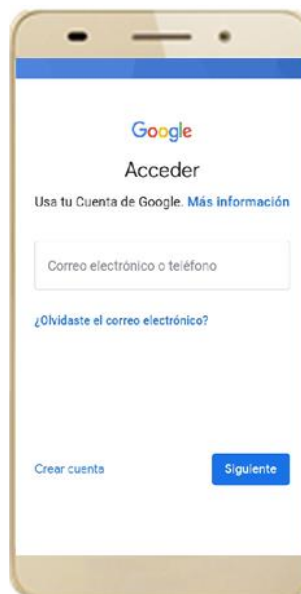 Google
Acceder
Usa tu Cuenta de Google. Más información
Correo electrónico o teléfono
¿Olvidaste el correo electrónico?
Crear cuenta
Siguiente